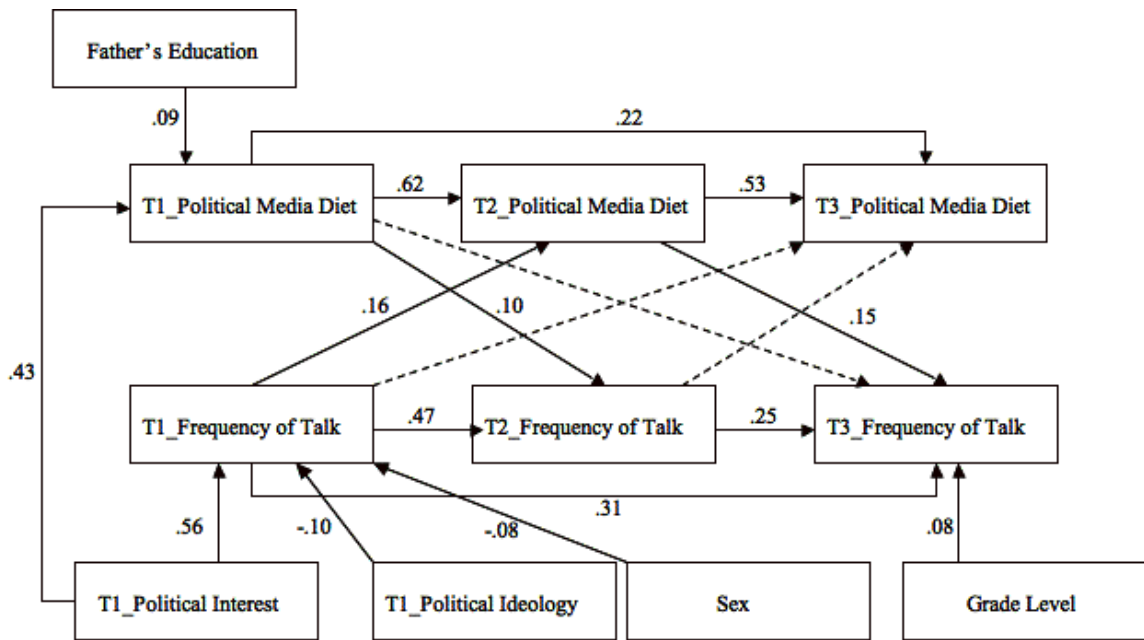 Father's Education
.09
.22
T1_Political Media Diet
.62
T2_Political Media Diet
.53
T3_Political Media Diet
.16
.10
.15
.43
T1_Frequency of Talk
.47
T2_Frequency of Talk
.25
T3_Frequency of Talk
.56
-.10
-.08
.31
.08
T1_Political Interest
T1_Political Ideology
Sex
Grade Level